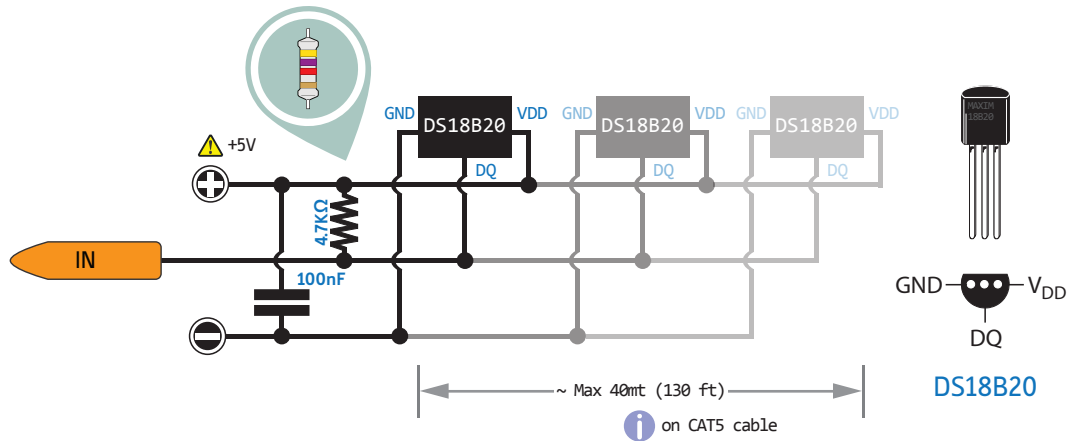 GND
DS18B20
VDD
DQ
GND
DS18B20
VDD
DQ
GND
DS18B20
VDD
DQ
MAXIM
18B20
+5V
4.7KΩ
IN
100nF
GND
VDD
DQ
DS18B20
~ Max 40mt (130 ft)
i on CAT5 cable